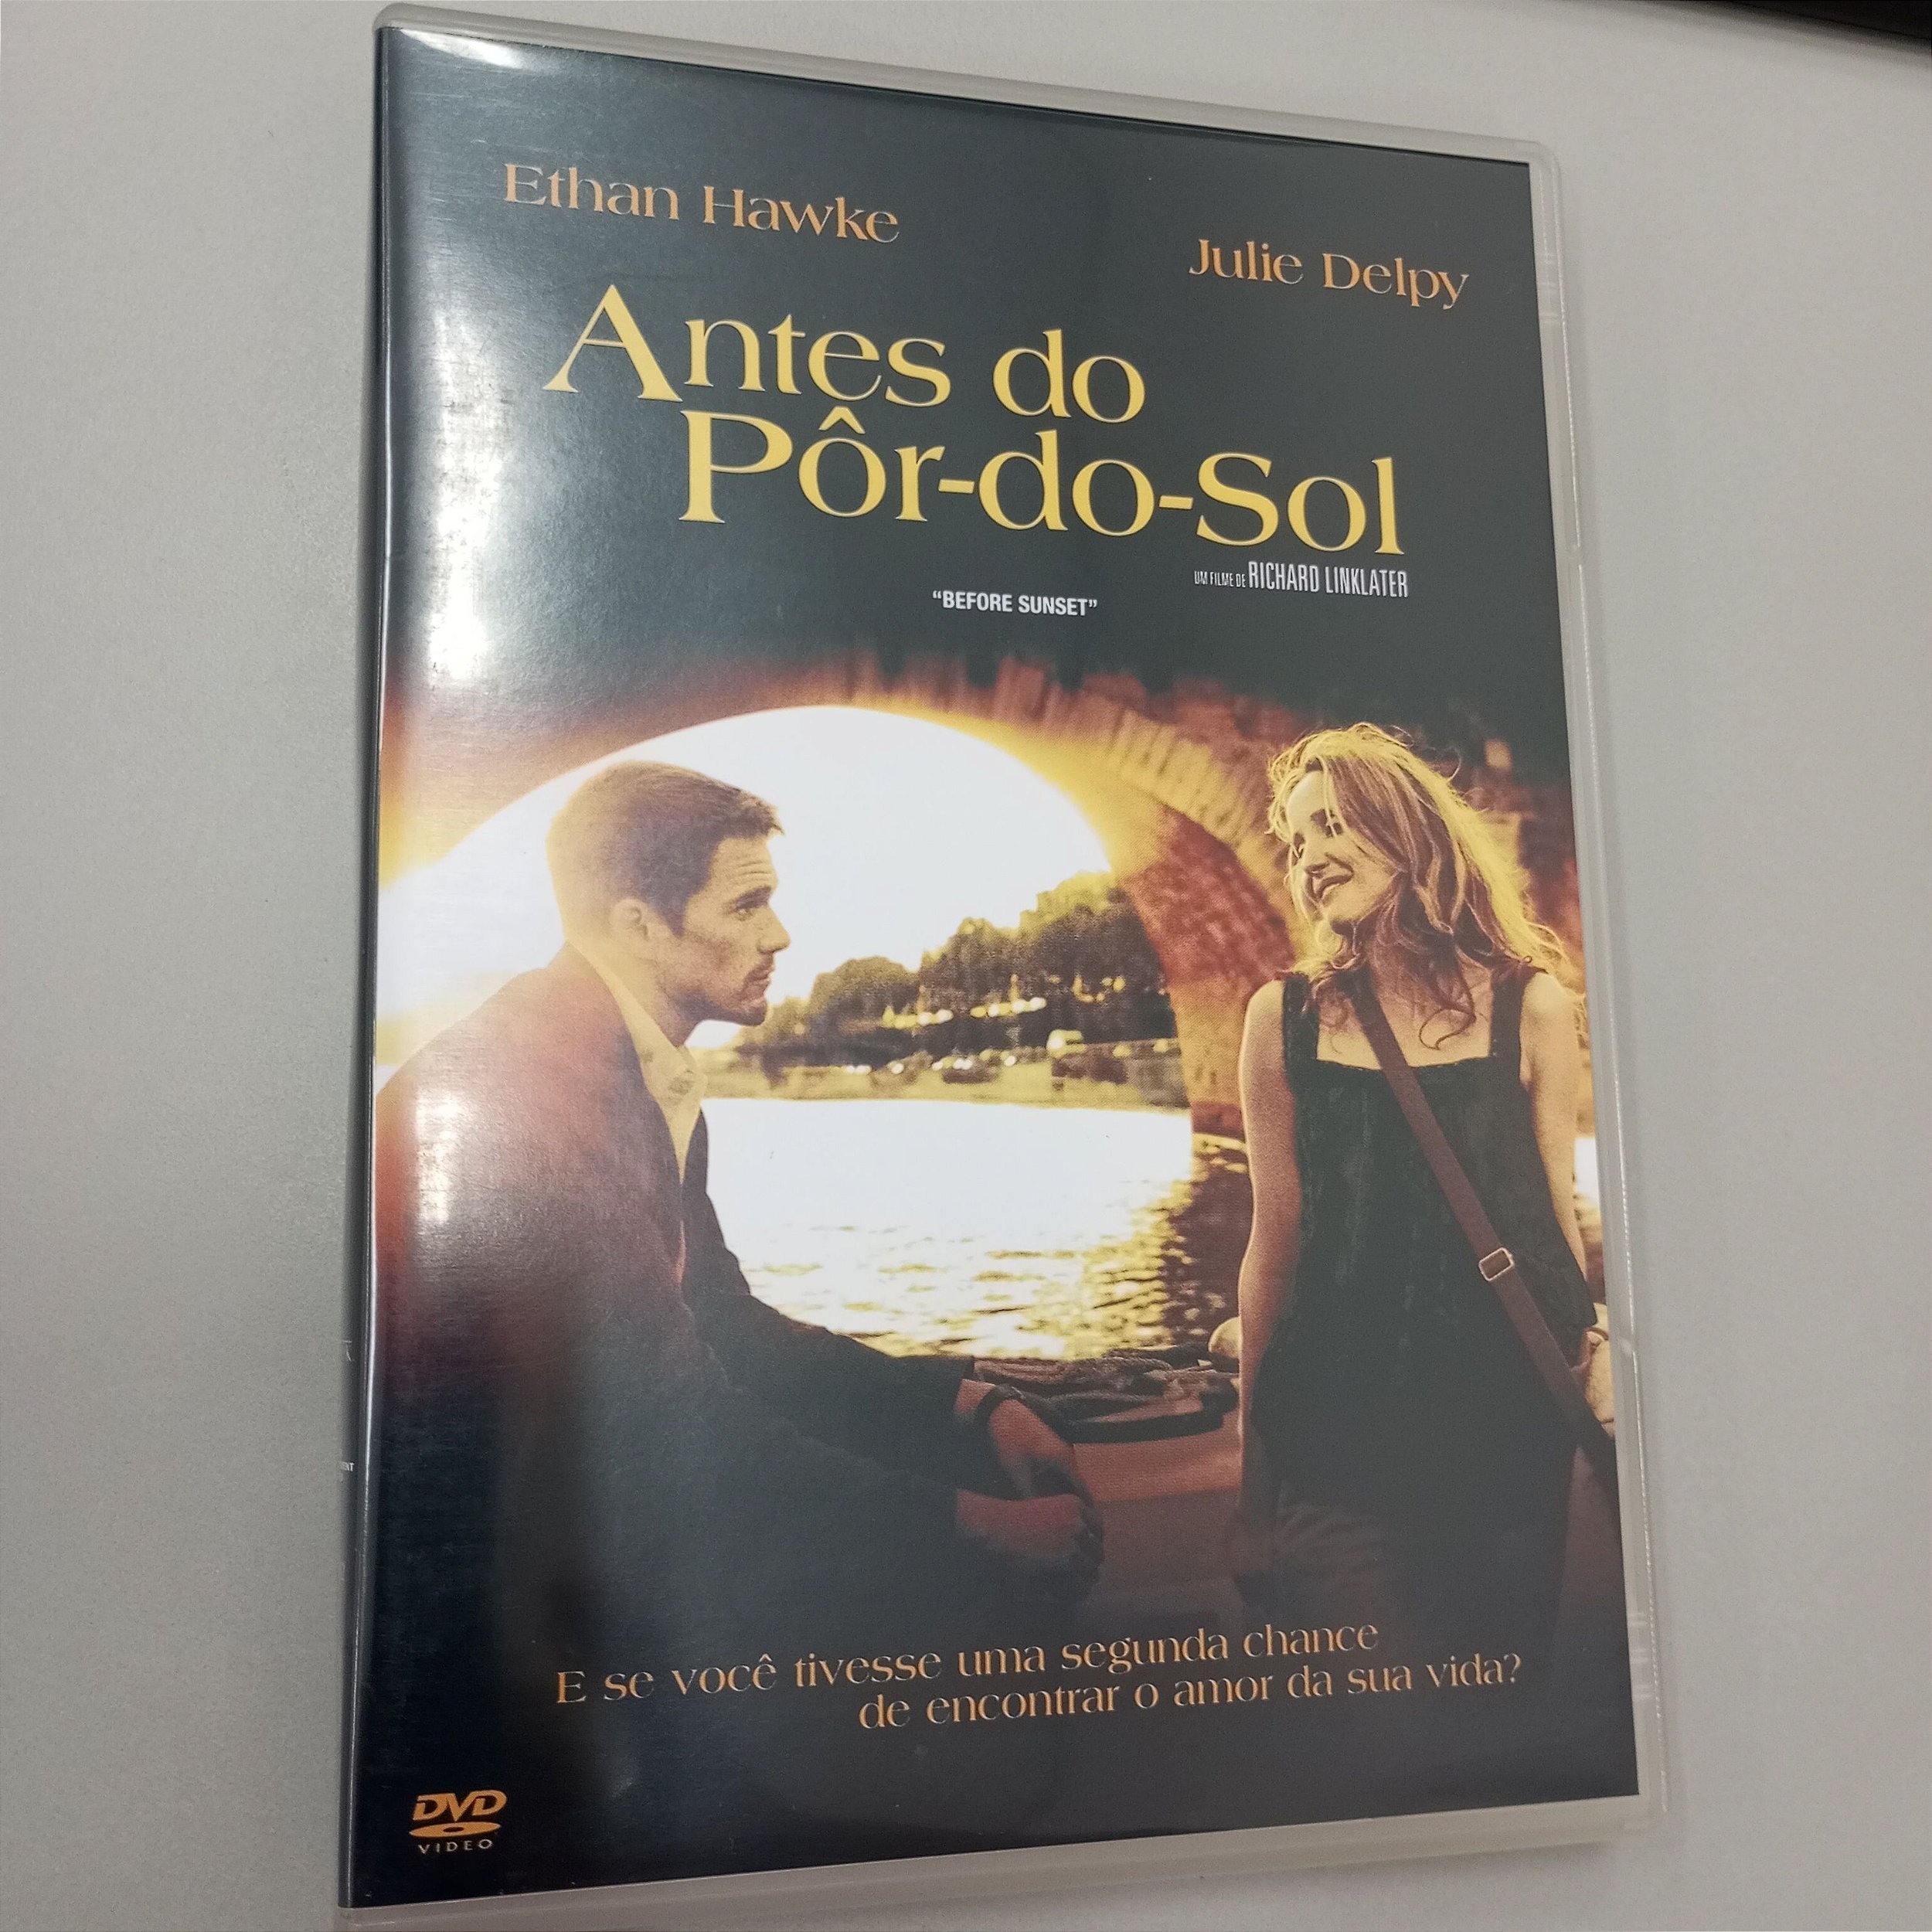 Ethan Hawke
Julie Delpy
Antes do
Pôr-do-Sol
UM FILME DE RICHARD LINKLATER
“BEFORE SUNSET”
E se você tivesse uma segunda chance
de encontrar o amor da sua vida?
DVD
VIDEO